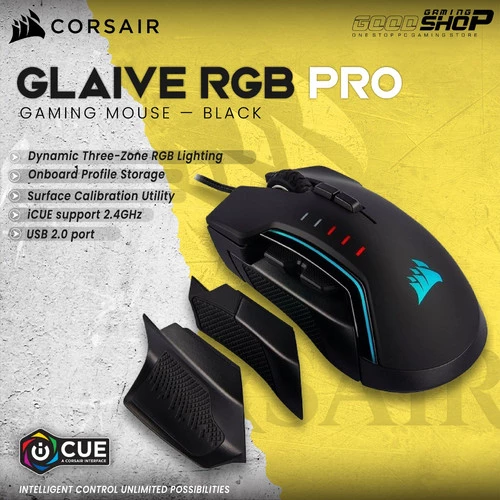 CORSAIR
GAMING
GOOD SHOP
ONE STOP PC GAMING STORE
GLAIVE RGB PRO
GAMING MOUSE — BLACK
Dynamic Three-Zone RGB Lighting
Onboard Profile Storage
Surface Calibration Utility
iCUE support 2.4GHz
USB 2.0 port
CORSAIR
iCUE
A CORSAIR INTERFACE
INTELLIGENT CONTROL UNLIMITED POSSIBILITIES